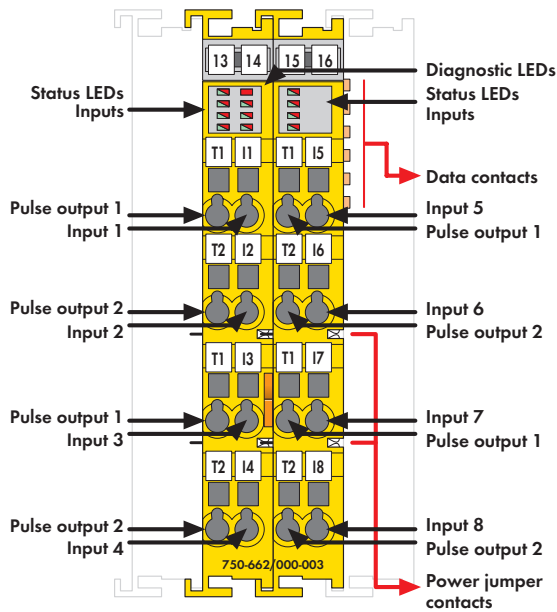 13 14 15 16
Diagnostic LEDs
Status LEDs
Inputs
Status LEDs
Inputs
T1 I1 T1 I5
Data contacts
Pulse output 1
Input 1
Input 5
Pulse output 1
T2 I2 T2 I6
Pulse output 2
Input 2
Input 6
Pulse output 2
T1 I3 T1 I7
Pulse output 1
Input 3
Input 7
Pulse output 1
T2 I4 T2 I8
Pulse output 2
Input 4
Input 8
Pulse output 2
750-662/000-003
Power jumper
contacts